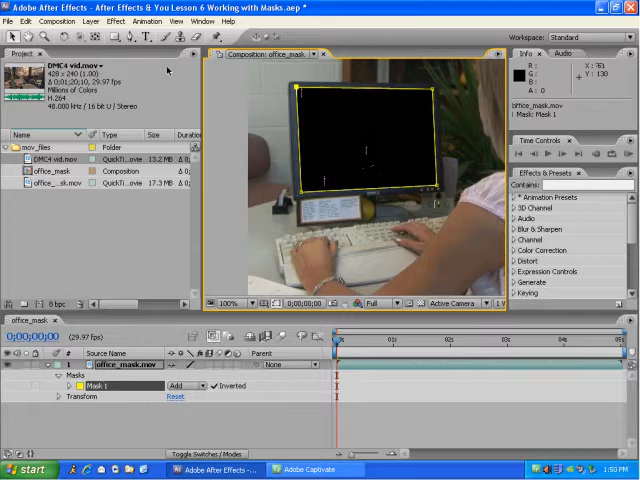 Adobe After Effects - After Effects & You Lesson 6 Working with Masks.aep *
File Edit Composition Layer Effect Animation View Window Help
Workspace: Standard
Project
Composition: office_mask
Info Audio
DMC4 vid.mov
428 x 240 (1.00)
Δ 0;01;20;10, 29.97 fps
Millions of Colors
H.264
48.000 kHz / 16 bit U / Stereo
R :
G :
B :
A : 0
X : 761
Y : 130
office_mask.mov
Mask: Mask 1
Time Controls
Name Type Size Duration
mov_files Folder
DMC4 vid.mov QuickTi...ovie 13.2 MB Δ 0;
office_mask Composition Δ 0;
office_...sk.mov QuickTi...ovie 17.3 MB Δ 0;
Effects & Presets
Contains:
* Animation Presets
3D Channel
Audio
Blur & Sharpen
Channel
Color Correction
Distort
Expression Controls
Generate
Keying
8 bpc
100% 0;00;00;00 Full Active Camera 1 V
office_mask
0;00;00;00 (29.97 fps)
# Source Name Parent
0s 01s 02s 03s 04s 05s
1 office_mask.mov None
Masks
Mask 1 Add Inverted
Transform Reset
Toggle Switches / Modes
start Adobe After Effects -... Adobe Captivate 1:50 PM